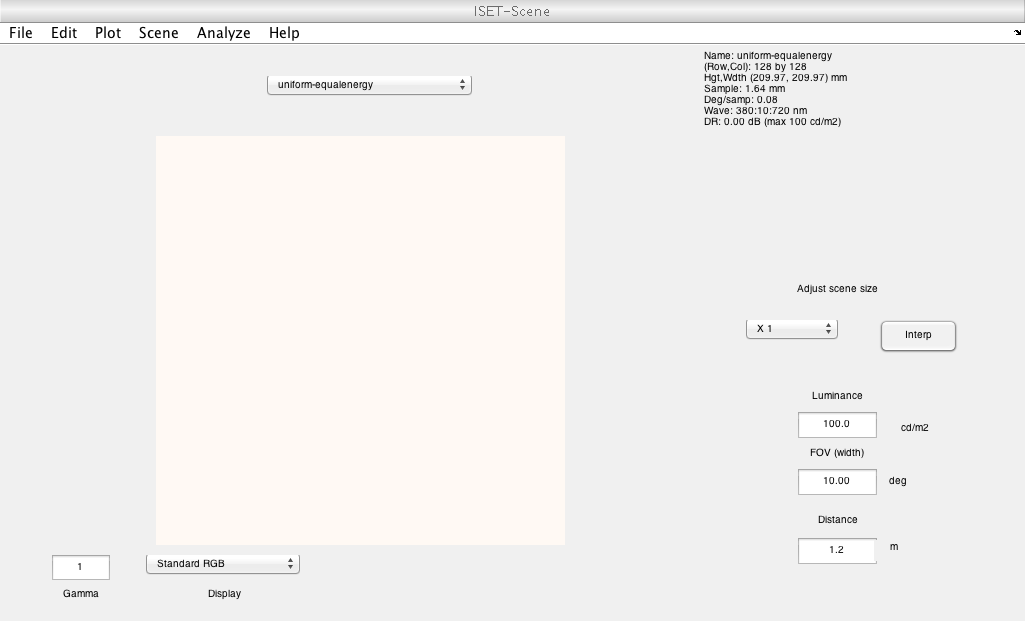 ISET-Scene
File Edit Plot Scene Analyze Help
uniform-equalenergy
Name: uniform-equalenergy
(Row,Col): 128 by 128
Hgt,Wdth (209.97, 209.97) mm
Sample: 1.64 mm
Deg/samp: 0.08
Wave: 380:10:720 nm
DR: 0.00 dB (max 100 cd/m2)
Adjust scene size
X 1
Interp
Luminance
100.0 cd/m2
FOV (width)
10.00 deg
Distance
1.2 m
1 Standard RGB
Gamma Display